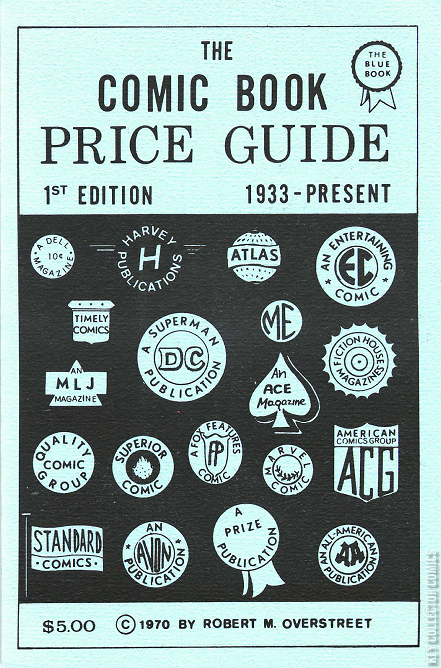 THE
COMIC BOOK
PRICE GUIDE
THE
BLUE
BOOK
1ST EDITION
1933-PRESENT
A DELL
10¢
MAGAZINE
HARVEY
H
PUBLICATIONS
ATLAS
AN ENTERTAINING
EC
COMIC
TIMELY
COMICS
A SUPERMAN
DC
PUBLICATION
ME
FICTION HOUSE
MAGAZINES
AN
MLJ
MAGAZINE
An
ACE
Magazine
QUALITY
COMIC
GROUP
SUPERIOR
COMIC
A FOX FEATURES
COMIC
MARVEL
COMIC
AMERICAN
COMICS GROUP
ACG
STANDARD
COMICS
AN
AVON
PUBLICATION
A
PRIZE
PUBLICATION
AN ALL-AMERICAN
AA
PUBLICATION
$5.00
© 1970 BY ROBERT M. OVERSTREET